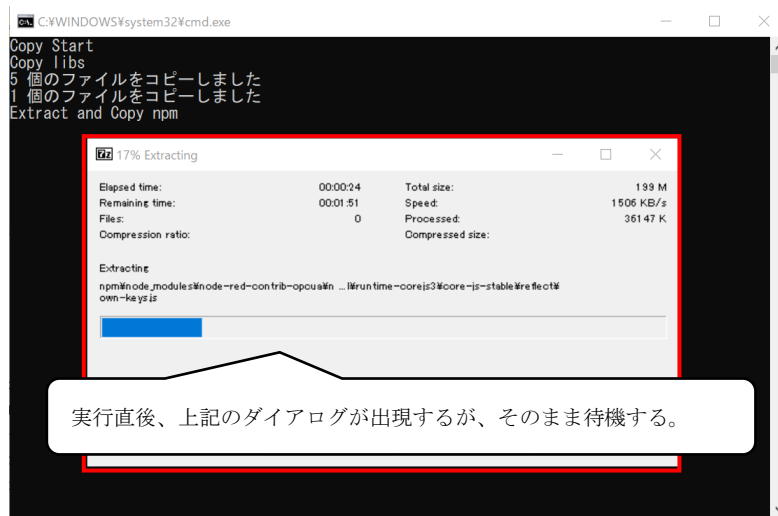 C:¥WINDOWS¥system32¥cmd.exe
Copy Start
Copy libs
5 個のファイルをコピーしました
1 個のファイルをコピーしました
Extract and Copy npm
17% Extracting
Elapsed time: 00:00:24 Total size: 199 M
Remaining time: 00:01:51 Speed: 1506 KB/s
Files: 0 Processed: 36147 K
Compression ratio: Compressed size:
Extracting
npm¥node_modules¥node-red-contrib-opcua¥n ... l¥runtime-corejs3¥core-js-stable¥reflect¥
own-keys.js
実行直後、上記のダイアログが出現するが、そのまま待機する。